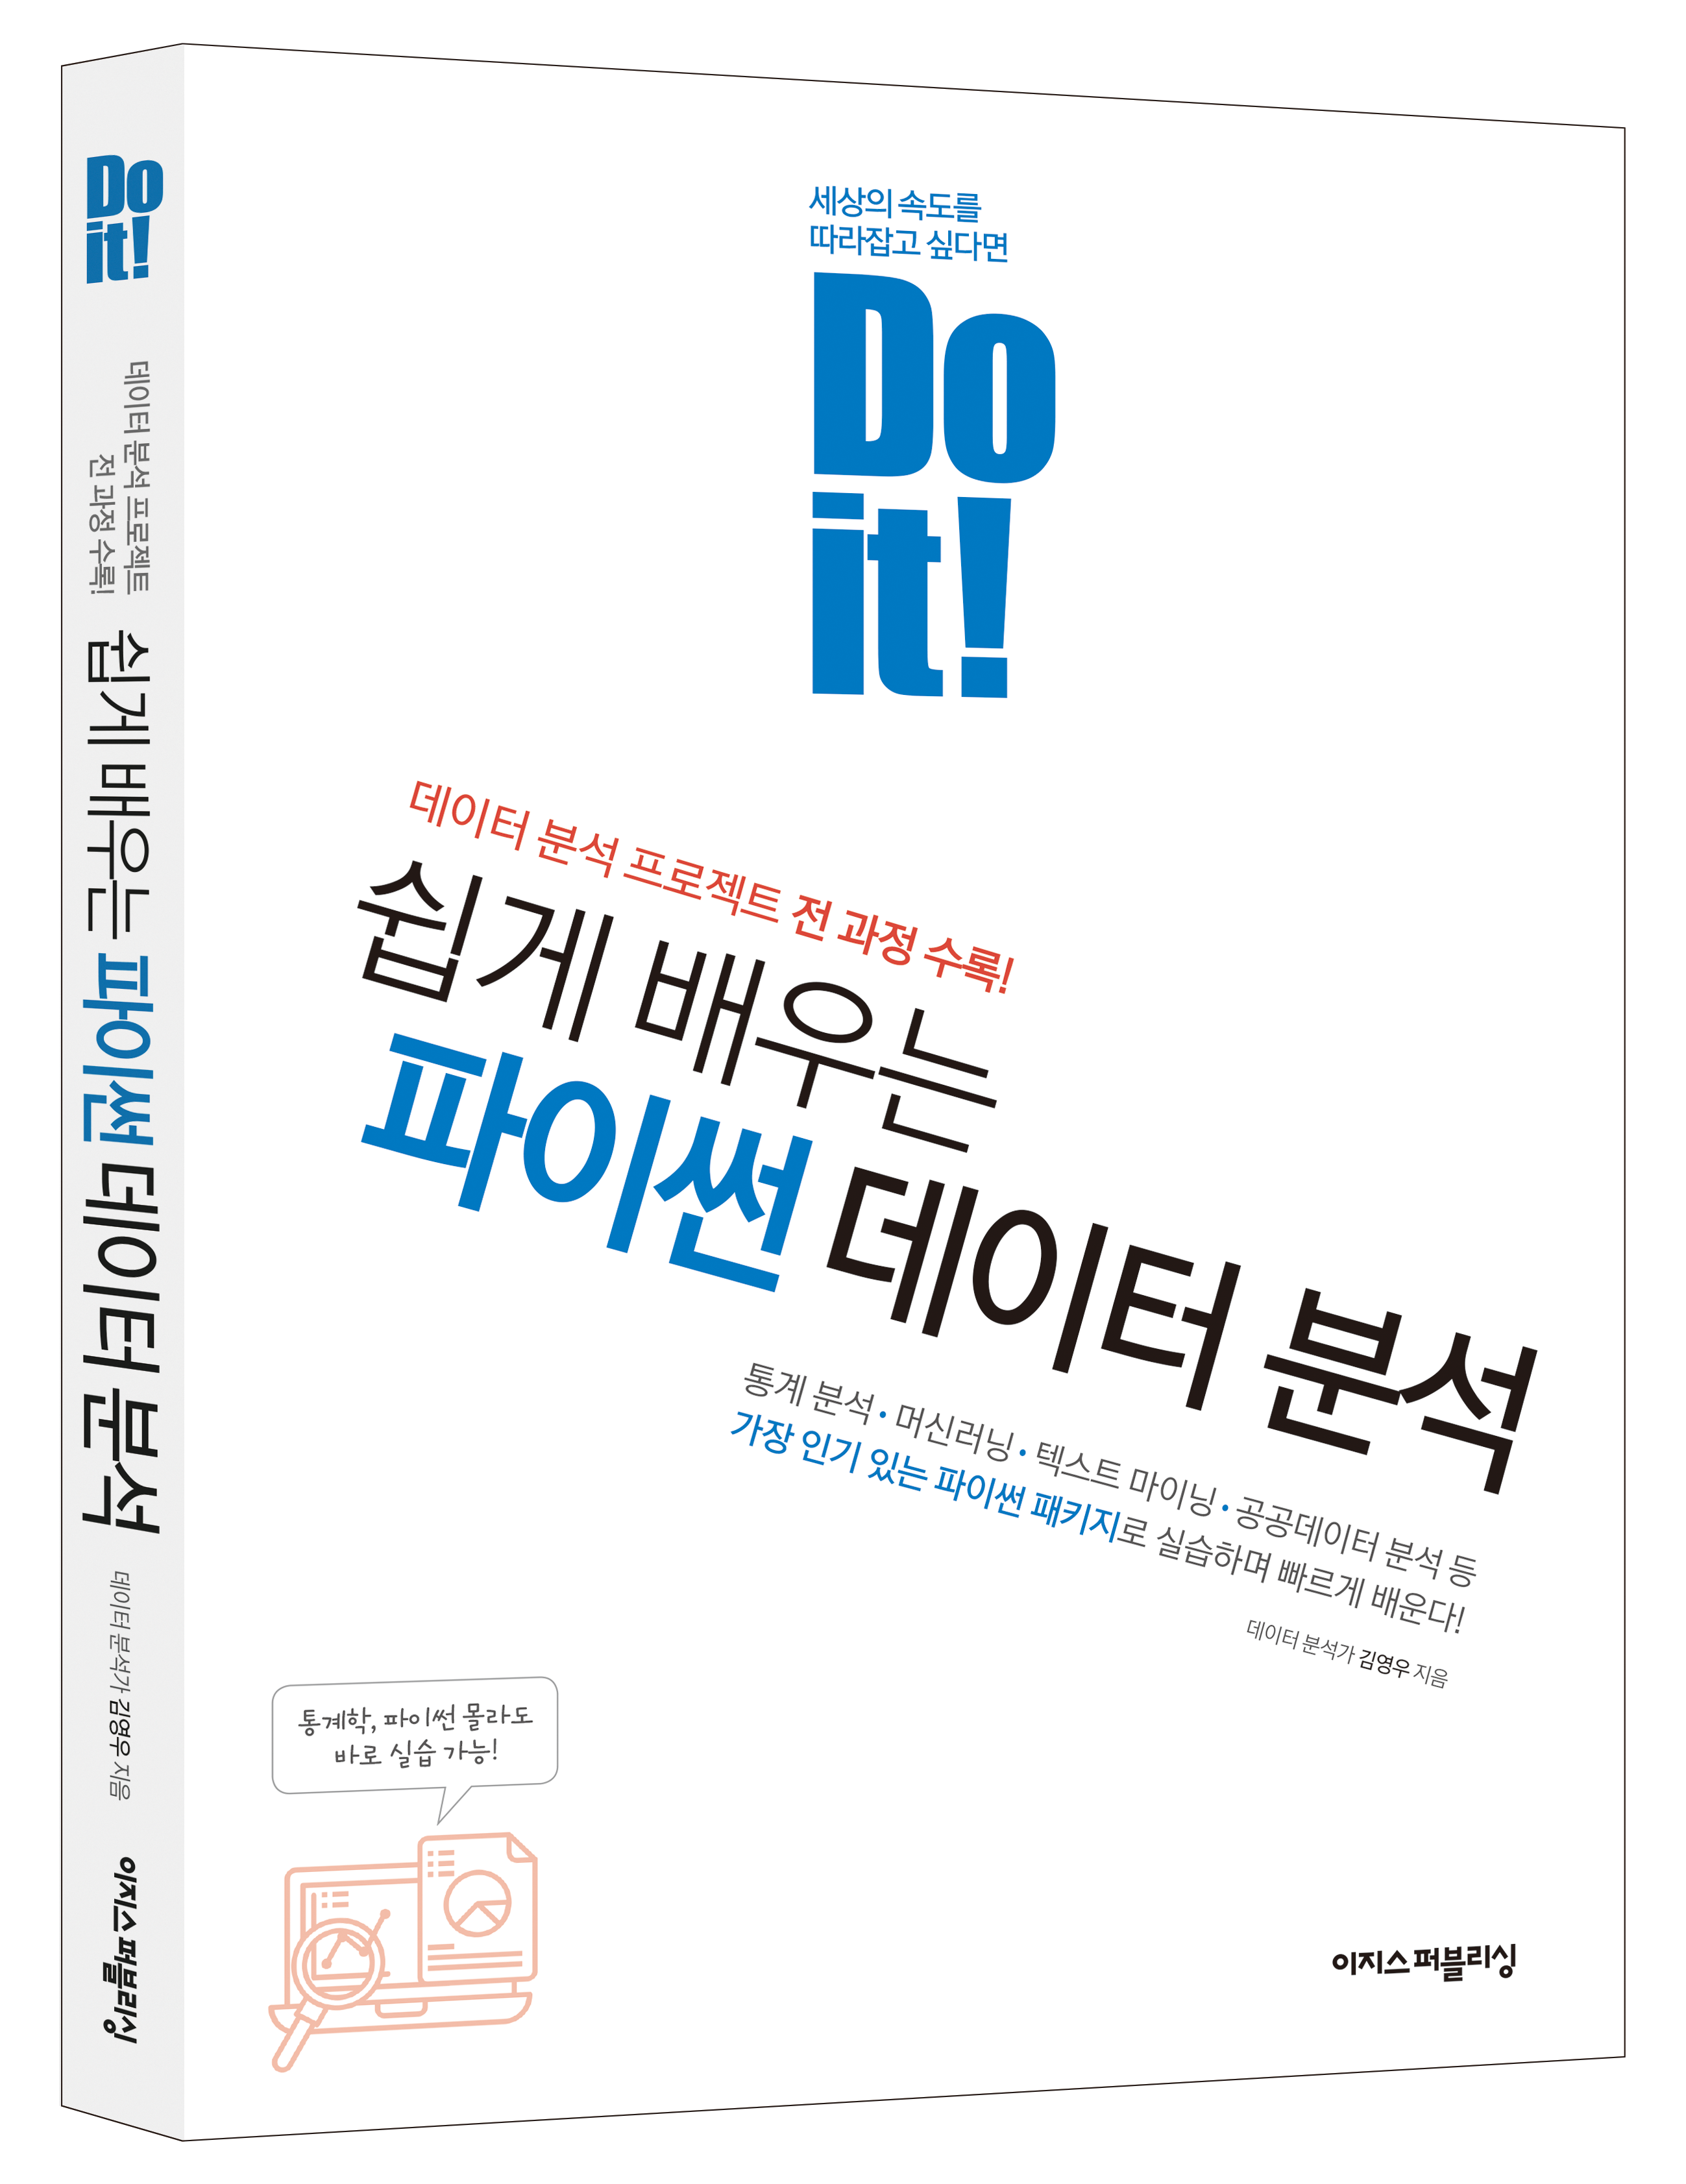 Do
it!
데이터 분석 프로젝트
전 과정 수록!
쉽게 배우는 파이썬 데이터 분석
데이터 분석가 김영우 지음
이지스 퍼블리싱
세상의 속도를
따라잡고 싶다면
Do
it!
데이터 분석 프로젝트 전 과정 수록!
쉽게 배우는
파이썬 데이터 분석
통계 분석 • 머신러닝 • 텍스트 마이닝 • 공공데이터 분석 등
가장 인기 있는 파이썬 패키지로 실습하며 빠르게 배운다!
데이터 분석가 김영우 지음
통계학, 파이썬 몰라도
바로 실습 가능!
이지스 퍼블리싱